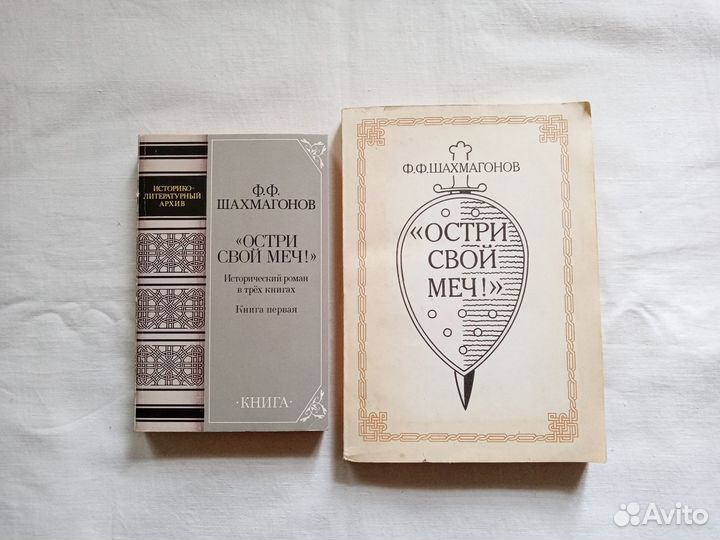 ИСТОРИКО-
ЛИТЕРАТУРНЫЙ
АРХИВ
Ф.Ф.
ШАХМАГОНОВ
«ОСТРИ
СВОЙ МЕЧ!»
Исторический роман
в трёх книгах
Книга первая
·КНИГА·
Ф.Ф.ШАХМАГОНОВ
«ОСТРИ
СВОЙ
МЕЧ!»
Avito